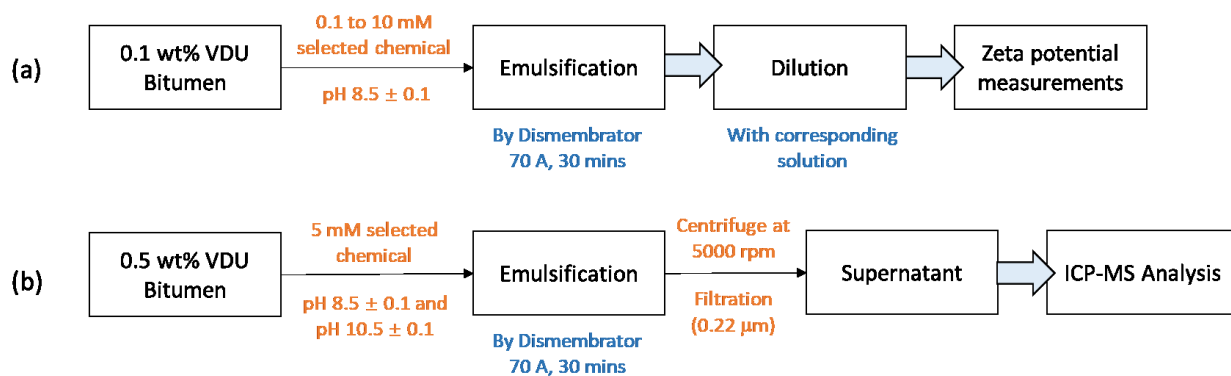 (a)
0.1 wt% VDU
Bitumen
0.1 to 10 mM
selected chemical
pH 8.5 ± 0.1
Emulsification
By Dismembrator
70 A, 30 mins
Dilution
With corresponding
solution
Zeta potential
measurements
(b)
0.5 wt% VDU
Bitumen
5 mM selected
chemical
pH 8.5 ± 0.1 and
pH 10.5 ± 0.1
Emulsification
By Dismembrator
70 A, 30 mins
Centrifuge at
5000 rpm
Filtration
(0.22 μm)
Supernatant
ICP-MS Analysis